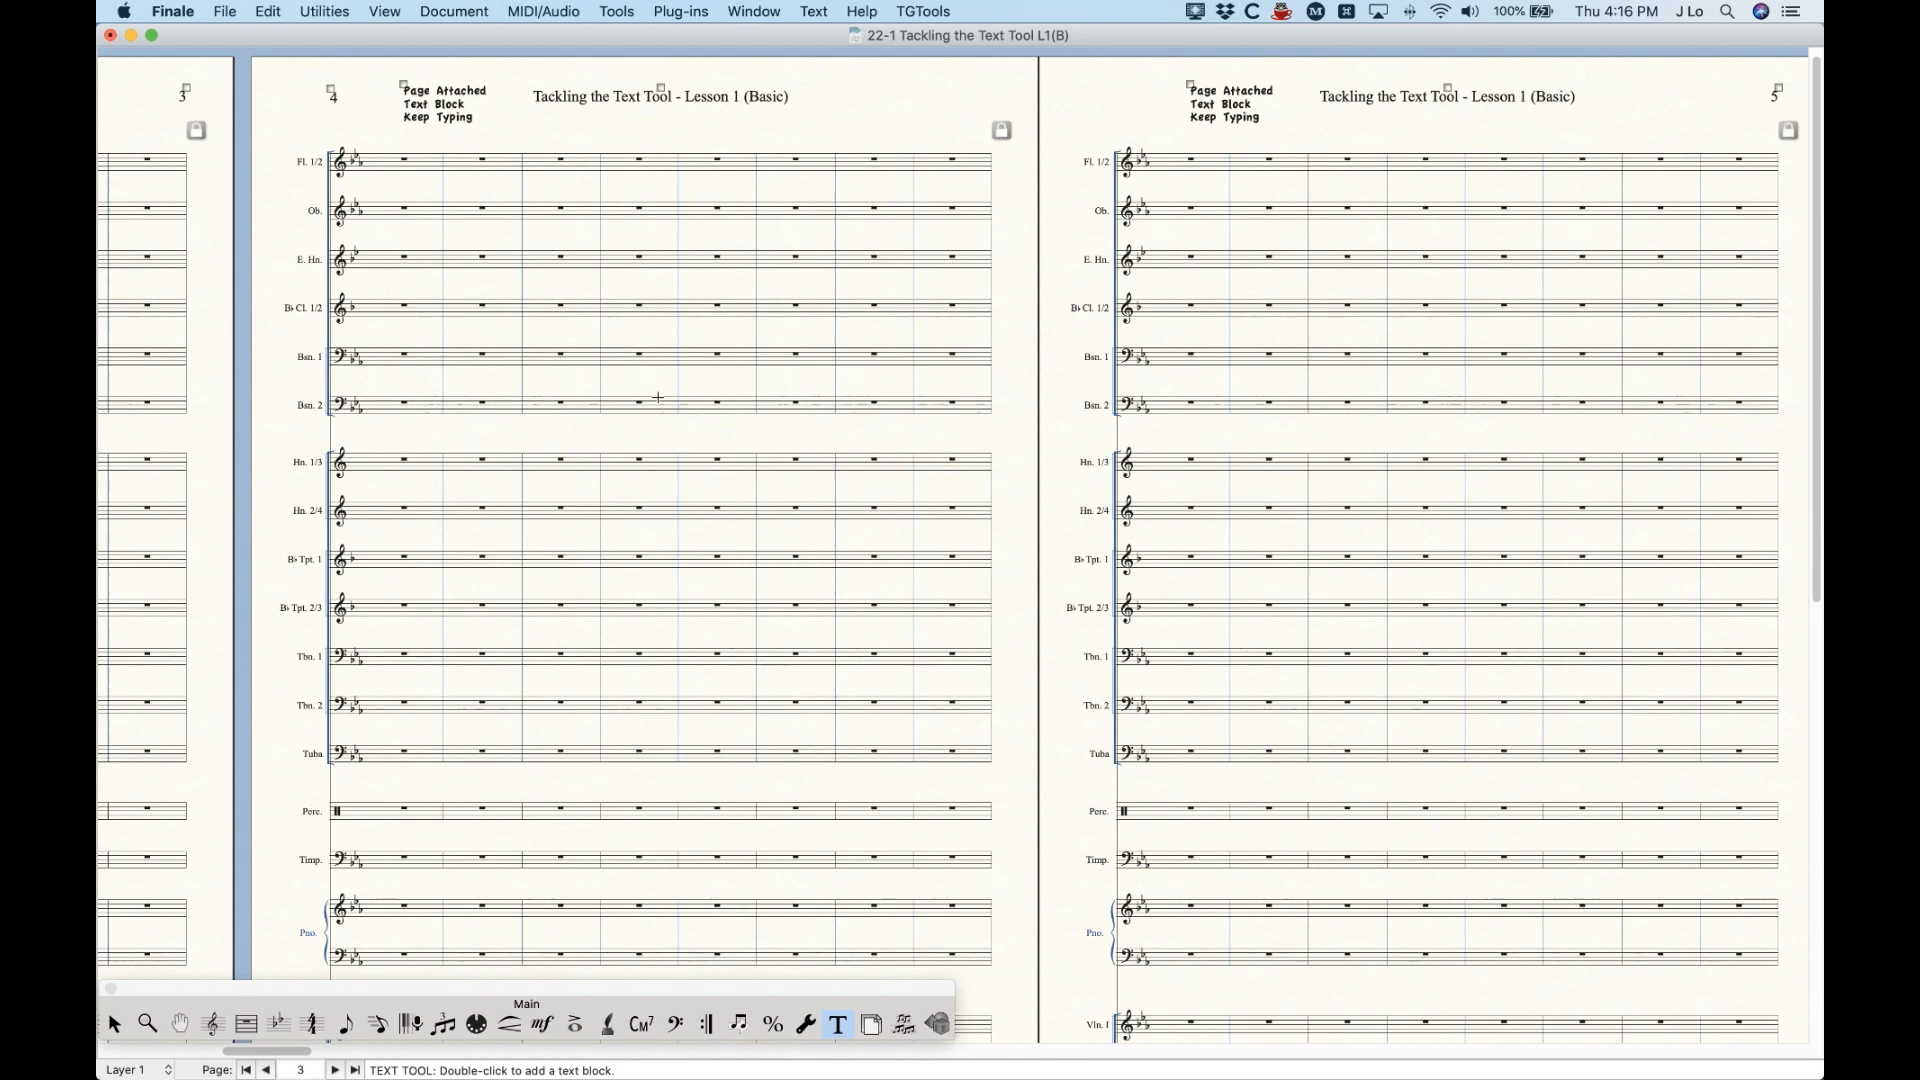 Finale File Edit Utilities View Document MIDI/Audio Tools Plug-ins Window Text Help TGTools 100% Thu 4:16 PM J Lo
22-1 Tackling the Text Tool L1(B)
3
4
Page Attached
Text Block
Keep Typing
Tackling the Text Tool - Lesson 1 (Basic)
Page Attached
Text Block
Keep Typing
Tackling the Text Tool - Lesson 1 (Basic)
5
Fl. 1/2
Ob.
E. Hn.
B♭ Cl. 1/2
Bsn. 1
Bsn. 2
Hn. 1/3
Hn. 2/4
B♭ Tpt. 1
B♭ Tpt. 2/3
Tbn. 1
Tbn. 2
Tuba
Perc.
Timp.
Pno.
Fl. 1/2
Ob.
E. Hn.
B♭ Cl. 1/2
Bsn. 1
Bsn. 2
Hn. 1/3
Hn. 2/4
B♭ Tpt. 1
B♭ Tpt. 2/3
Tbn. 1
Tbn. 2
Tuba
Perc.
Timp.
Pno.
Vln. I
Main
mf CM7 % T
Layer 1 Page: 3 TEXT TOOL: Double-click to add a text block.